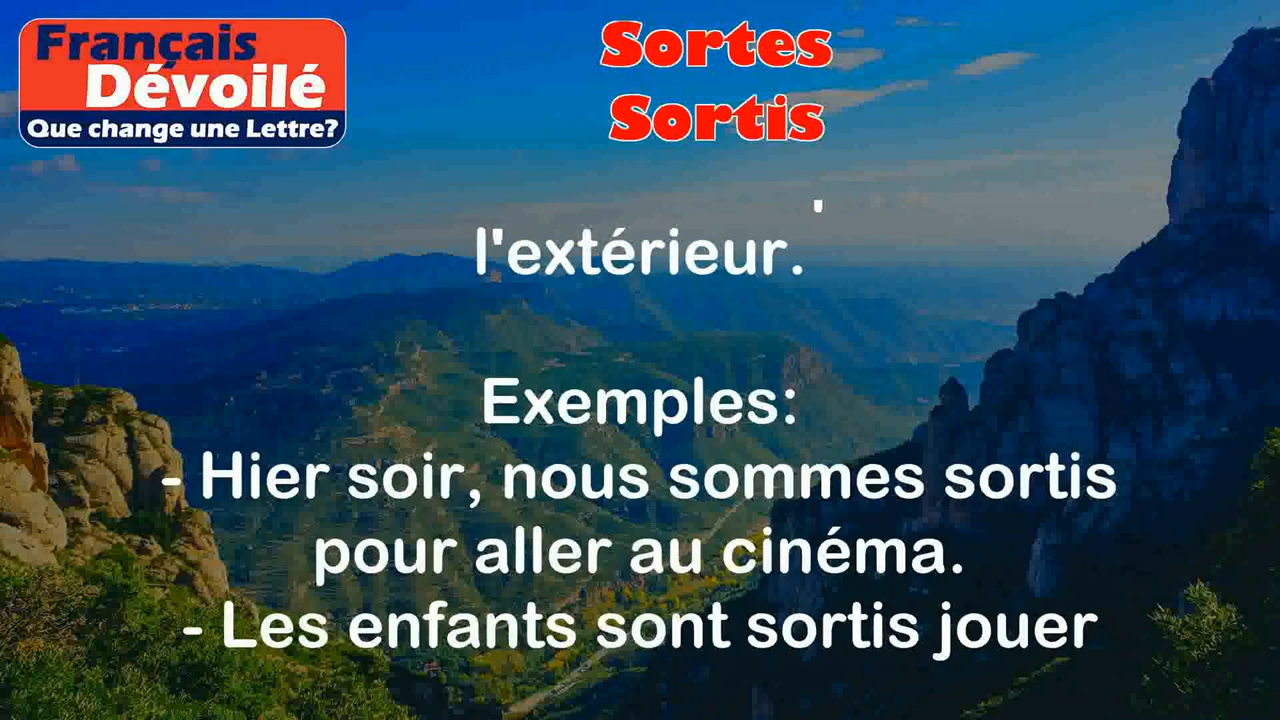 Français
Dévoilé
Que change une Lettre?
Sortes
Sortis
l'extérieur.
Exemples:
- Hier soir, nous sommes sortis
pour aller au cinéma.
- Les enfants sont sortis jouer